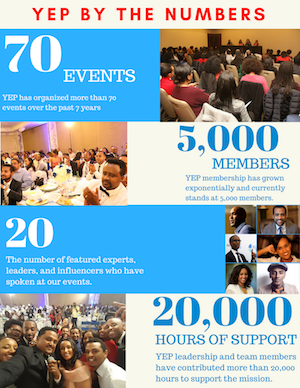 YEP BY THE NUMBERS
70
EVENTS
YEP has organized more than 70
events over the past 7 years
5,000
MEMBERS
YEP membership has grown
exponentially and currently
stands at 5,000 members.
20
The number of featured experts,
leaders, and influencers who have
spoken at our events.
20,000
HOURS OF SUPPORT
YEP leadership and team members
have contributed more than 20,000
hours to support the mission.